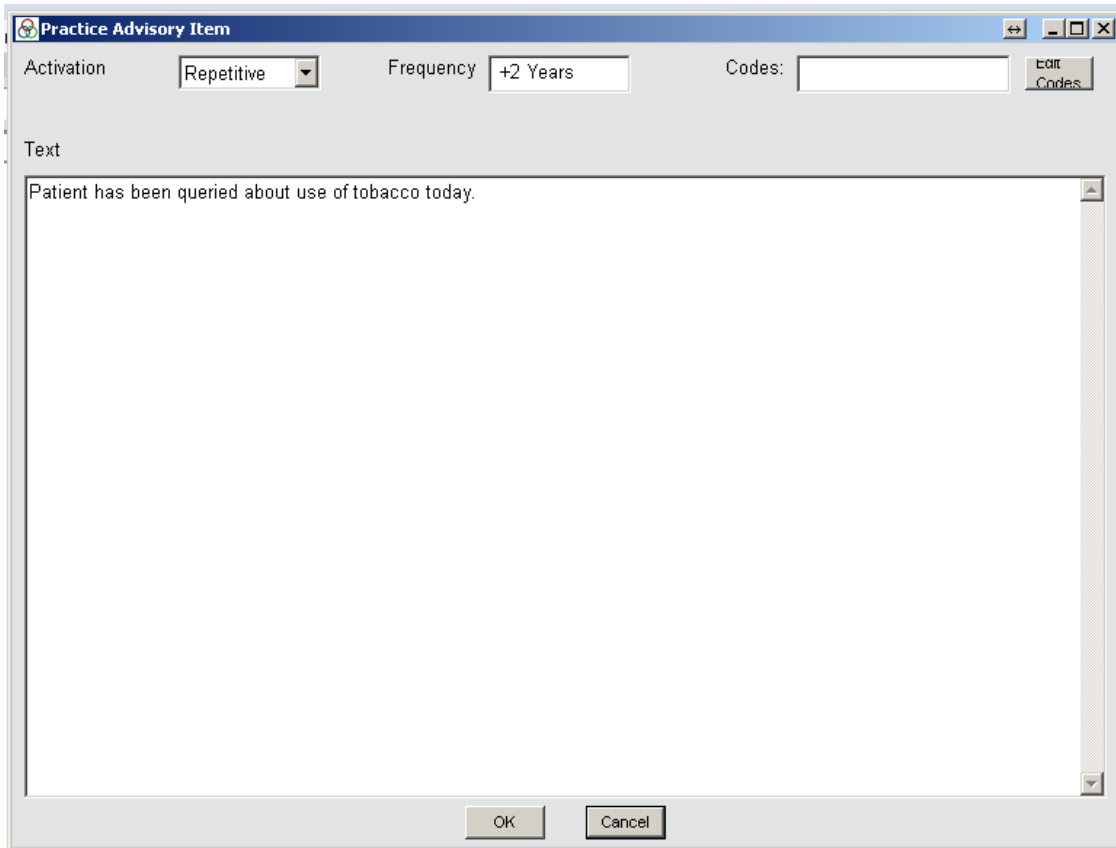 Practice Advisory Item
Activation Repetitive Frequency +2 Years Codes: Edit
Codes
Text
Patient has been queried about use of tobacco today.
OK Cancel